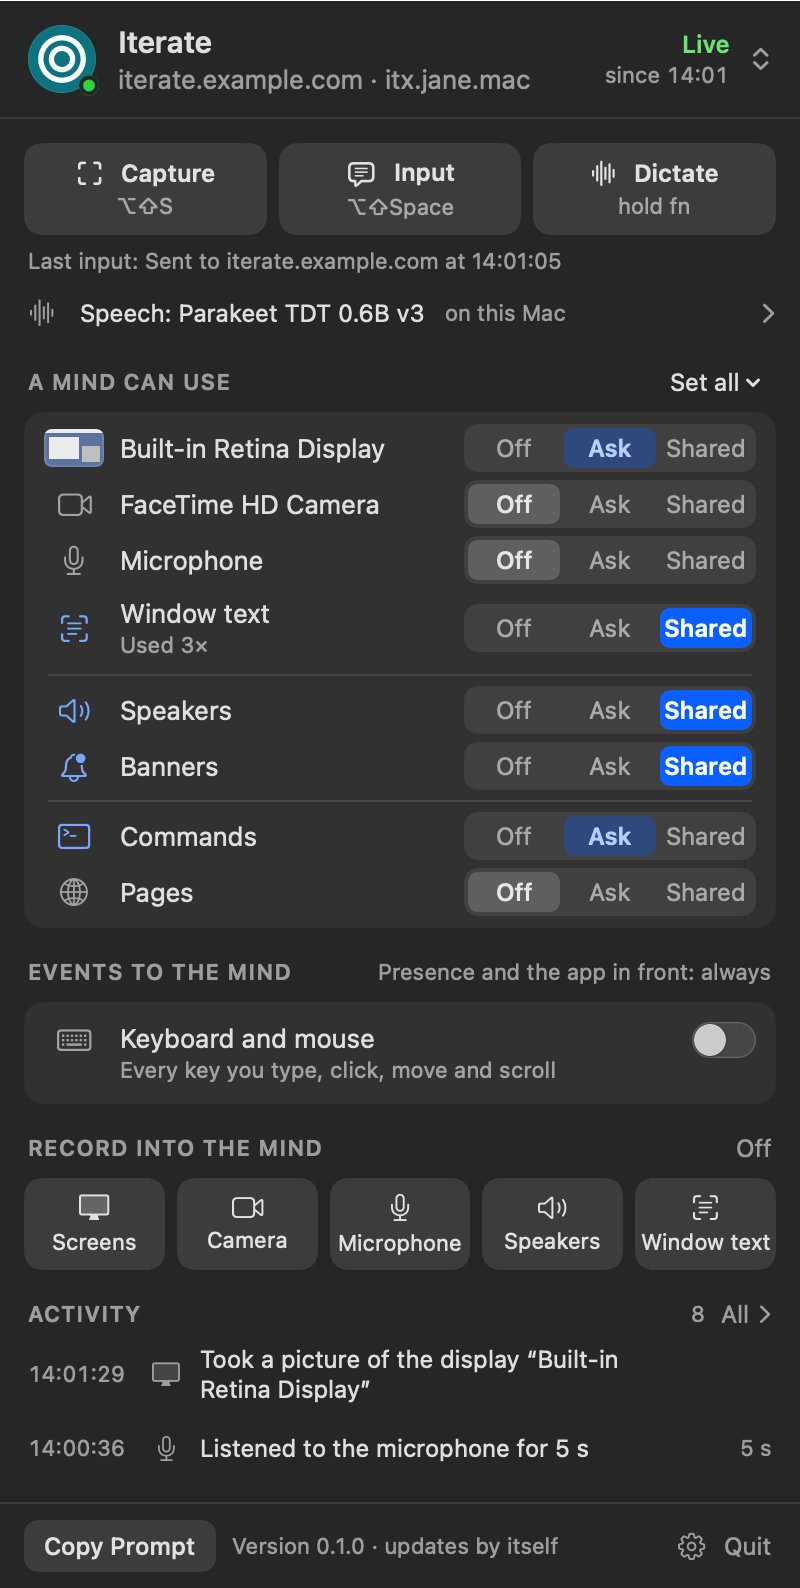 Iterate
iterate.example.com · itx.jane.mac
Live
since 14:01
Capture
⌥⇧S
Input
⌥⇧Space
Dictate
hold fn
Last input: Sent to iterate.example.com at 14:01:05
Speech: Parakeet TDT 0.6B v3 on this Mac
A MIND CAN USE
Set all
Built-in Retina Display Off Ask Shared
FaceTime HD Camera Off Ask Shared
Microphone Off Ask Shared
Window text
Used 3×
Off Ask Shared
Speakers Off Ask Shared
Banners Off Ask Shared
Commands Off Ask Shared
Pages Off Ask Shared
EVENTS TO THE MIND
Presence and the app in front: always
Keyboard and mouse
Every key you type, click, move and scroll
RECORD INTO THE MIND
Off
Screens
Camera
Microphone
Speakers
Window text
ACTIVITY
8 All
14:01:29
Took a picture of the display “Built-in
Retina Display”
14:00:36 Listened to the microphone for 5 s 5 s
Copy Prompt
Version 0.1.0 · updates by itself
Quit